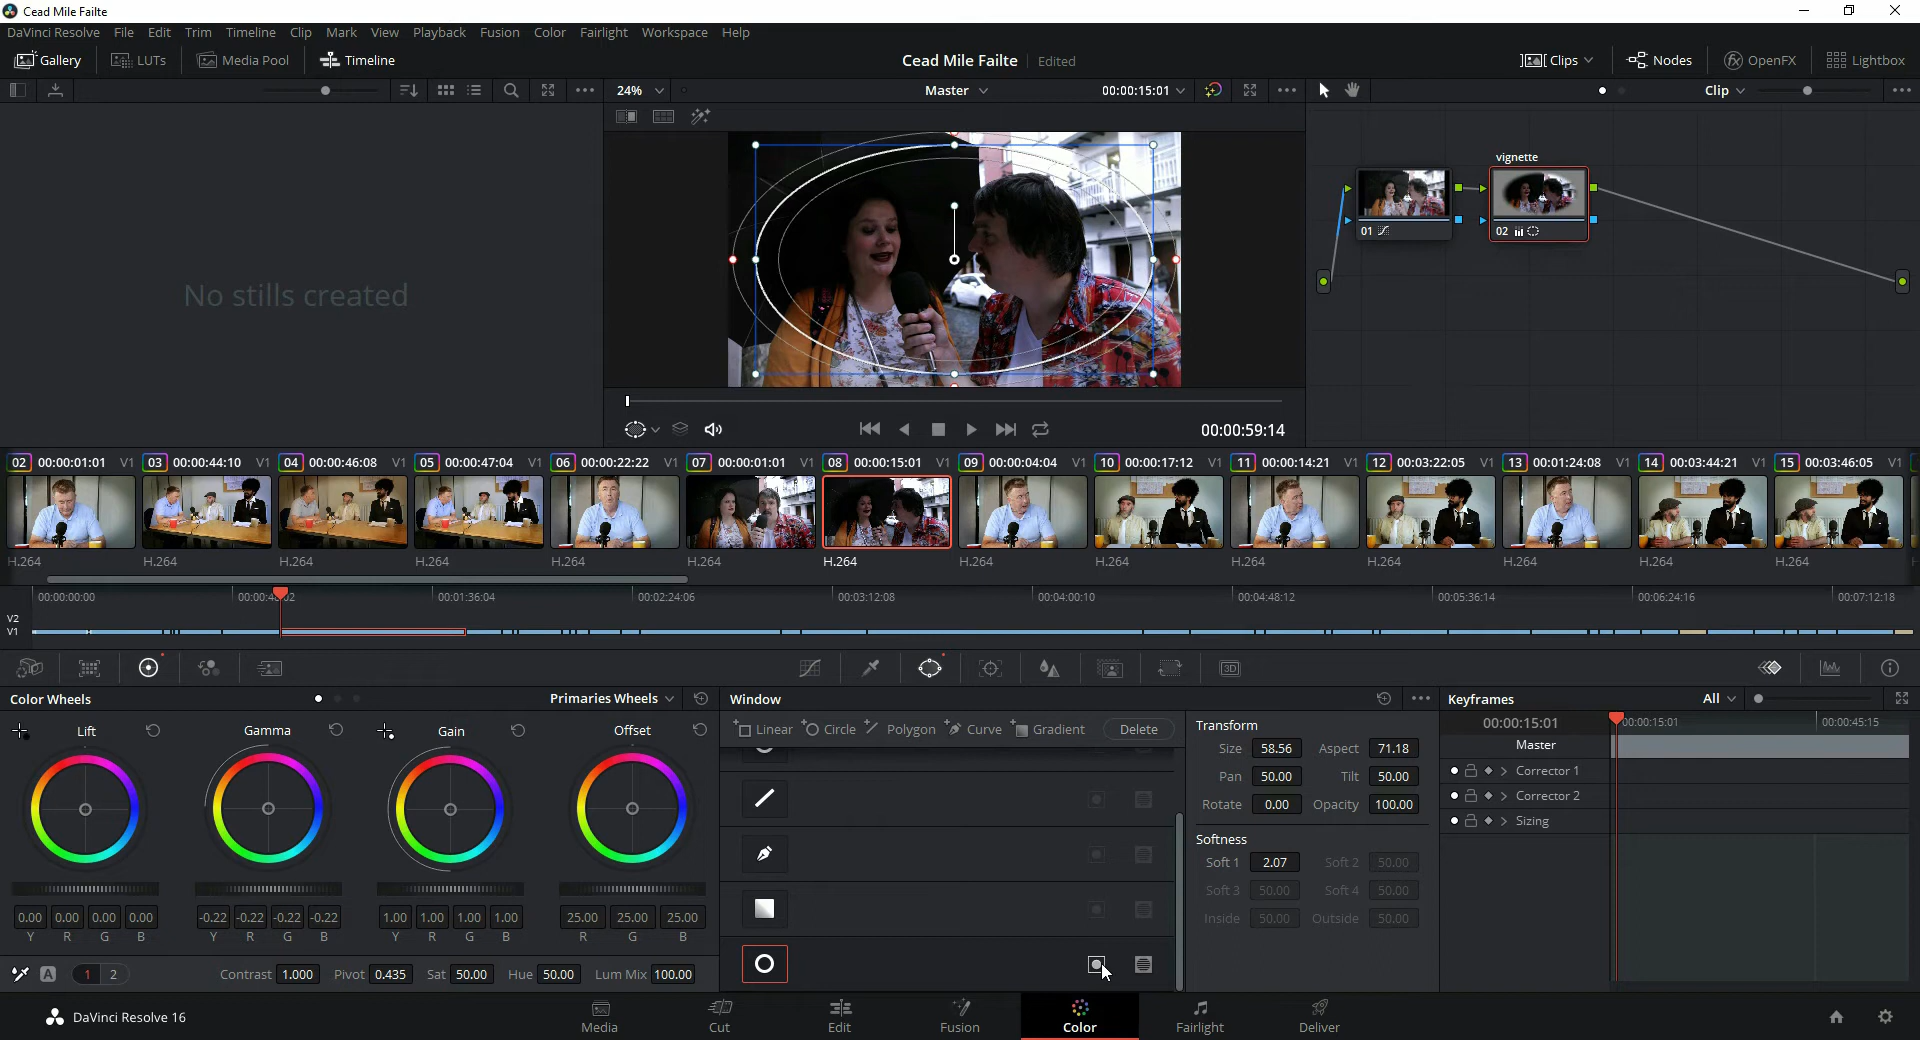 Cead Mile Failte
DaVinci Resolve File Edit Trim Timeline Clip Mark View Playback Fusion Color Fairlight Workspace Help
Gallery LUTs Media Pool Timeline Cead Mile Failte Edited Clips Nodes OpenFX Lightbox
24% Master 00:00:15:01 Clip
vignette
01 02
No stills created
00:00:59:14
02 00:00:01:01 V1 03 00:00:44:10 V1 04 00:00:46:08 V1 05 00:00:47:04 V1 06 00:00:22:22 V1 07 00:00:01:01 V1 08 00:00:15:01 V1 09 00:00:04:04 V1 10 00:00:17:12 V1 11 00:00:14:21 V1 12 00:03:22:05 V1 13 00:01:24:08 V1 14 00:03:44:21 V1 15 00:03:46:05 V1
H.264 H.264 H.264 H.264 H.264 H.264 H.264 H.264 H.264 H.264 H.264 H.264 H.264 H.264
00:00:00:00 00:01:36:04 00:02:24:06 00:03:12:08 00:04:00:10 00:04:48:12 00:05:36:14 00:06:24:16 00:07:12:18
V2
V1
3D
Color Wheels Primaries Wheels Window Keyframes All
Lift Gamma Gain Offset
Linear Circle Polygon Curve Gradient Delete
Transform
Size 58.56 Aspect 71.18
Pan 50.00 Tilt 50.00
Rotate 0.00 Opacity 100.00
Softness
Soft 1 2.07 Soft 2 50.00
Soft 3 50.00 Soft 4 50.00
Inside 50.00 Outside 50.00
00:00:15:01 00:00:15:01 00:00:45:15
Master
Corrector 1
Corrector 2
Sizing
0.00 0.00 0.00 0.00 -0.22 -0.22 -0.22 -0.22 1.00 1.00 1.00 1.00 25.00 25.00 25.00
Y R G B Y R G B Y R G B R G B
A 1 2 Contrast 1.000 Pivot 0.435 Sat 50.00 Hue 50.00 Lum Mix 100.00
DaVinci Resolve 16 Media Cut Edit Fusion Color Fairlight Deliver